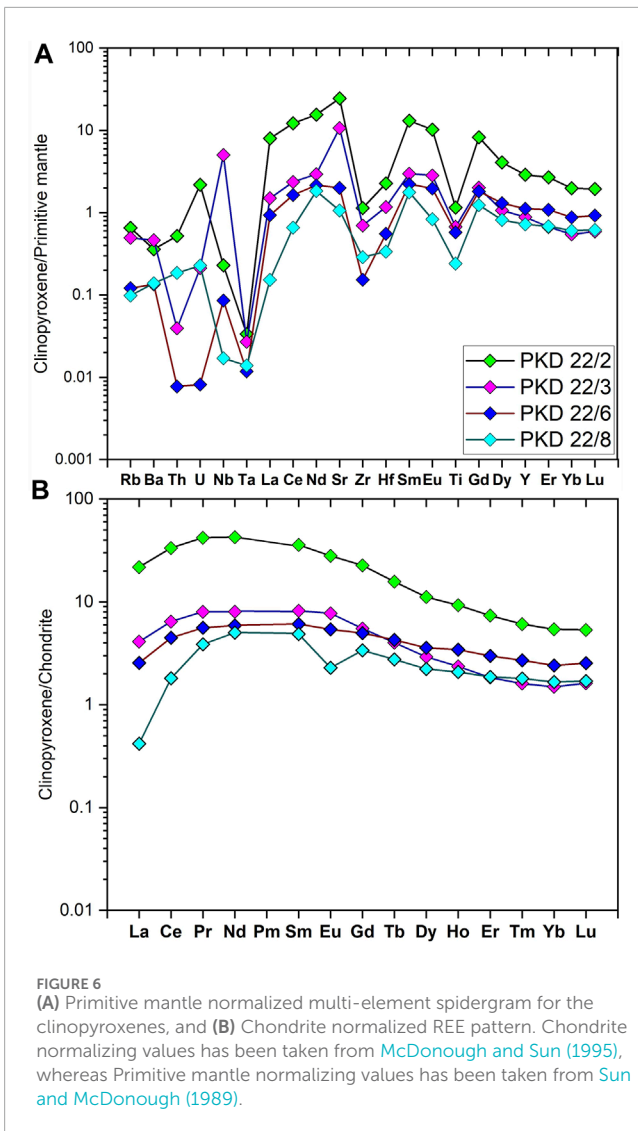 A
100
10
1
0.1
0.01
0.001
Clinopyroxene/Primitive mantle
PKD 22/2
PKD 22/3
PKD 22/6
PKD 22/8
Rb Ba Th U Nb Ta La Ce Nd Sr Zr Hf Sm Eu Ti Gd Dy Y Er Yb Lu
B
100
10
1
0.1
0.01
Clinopyroxene/Chondrite
La Ce Pr Nd Pm Sm Eu Gd Tb Dy Ho Er Tm Yb Lu
FIGURE 6
(A) Primitive mantle normalized multi-element spidergram for the
clinopyroxenes, and (B) Chondrite normalized REE pattern. Chondrite
normalizing values has been taken from McDonough and Sun (1995),
whereas Primitive mantle normalizing values has been taken from Sun
and McDonough (1989).